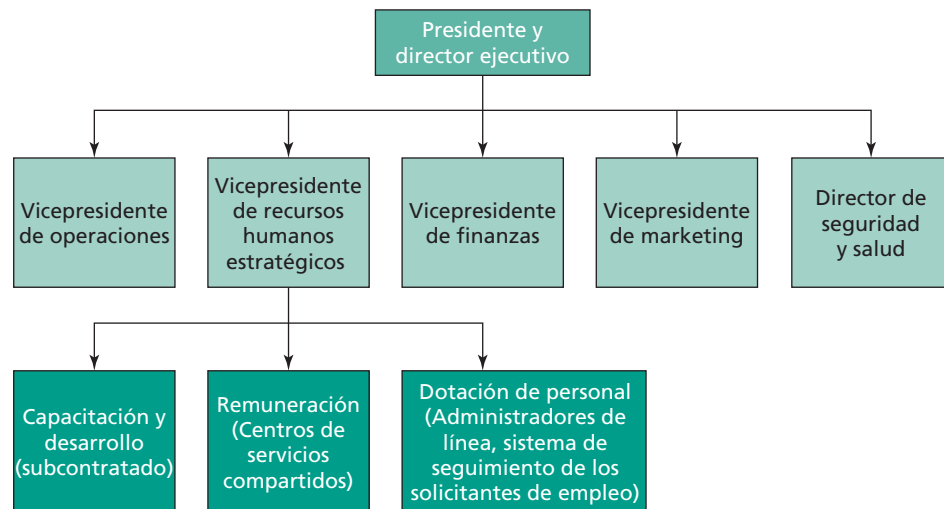 Presidente y
director ejecutivo
Vicepresidente
de operaciones
Vicepresidente
de recursos
humanos
estratégicos
Vicepresidente
de finanzas
Vicepresidente
de marketing
Director de
seguridad
y salud
Capacitación y
desarrollo
(subcontratado)
Remuneración
(Centros de
servicios
compartidos)
Dotación de personal
(Administradores de
línea, sistema de
seguimiento de los
solicitantes de empleo)